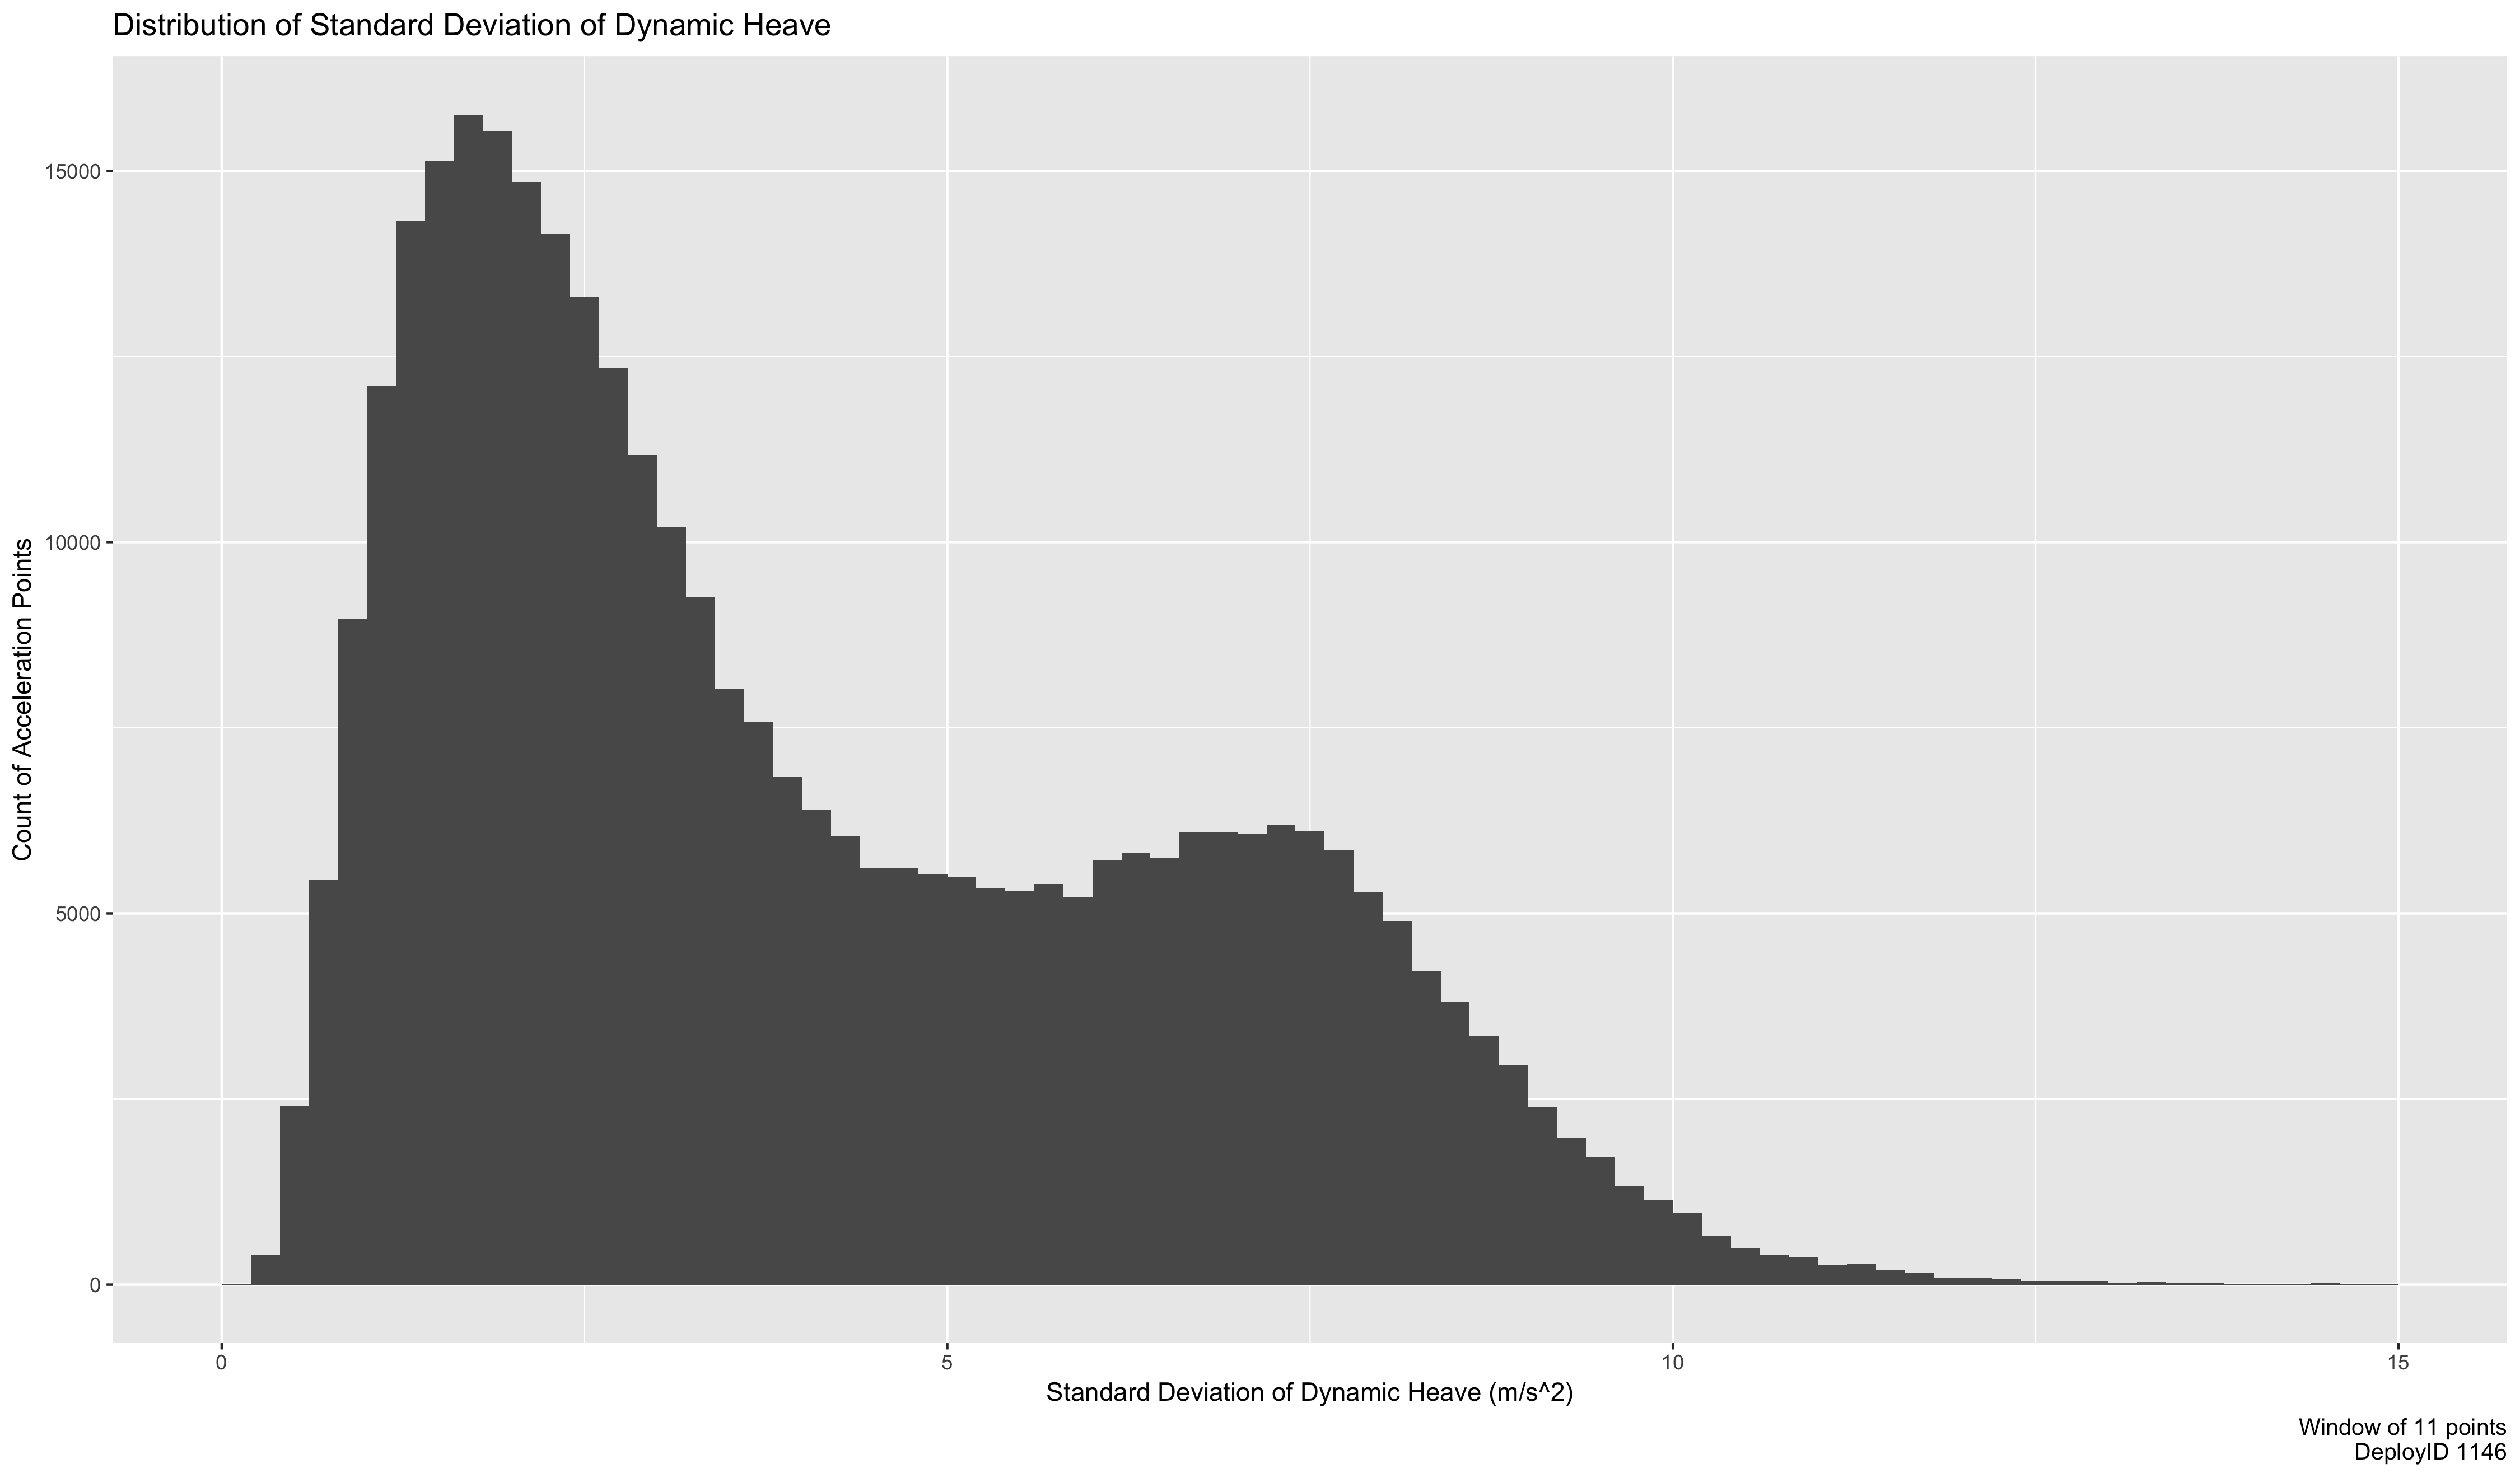 Distribution of Standard Deviation of Dynamic Heave
Count of Acceleration Points
15000
10000
5000
0
0
5
10
15
Standard Deviation of Dynamic Heave (m/s^2)
Window of 11 points
DeployID 1146